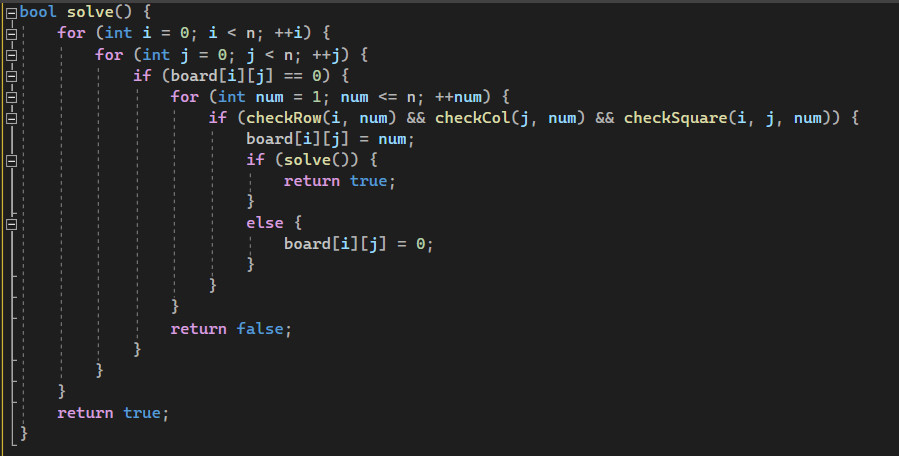 bool solve() {
    for (int i = 0; i < n; ++i) {
        for (int j = 0; j < n; ++j) {
            if (board[i][j] == 0) {
                for (int num = 1; num <= n; ++num) {
                    if (checkRow(i, num) && checkCol(j, num) && checkSquare(i, j, num)) {
                        board[i][j] = num;
                        if (solve()) {
                            return true;
                        }
                        else {
                            board[i][j] = 0;
                        }
                    }
                }
                return false;
            }
        }
    }
    return true;
}